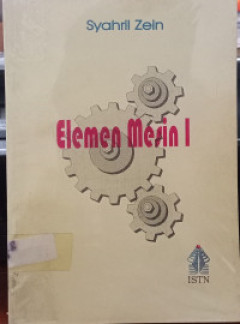 Syahril Zein
Elemen Mesin I
ISTN